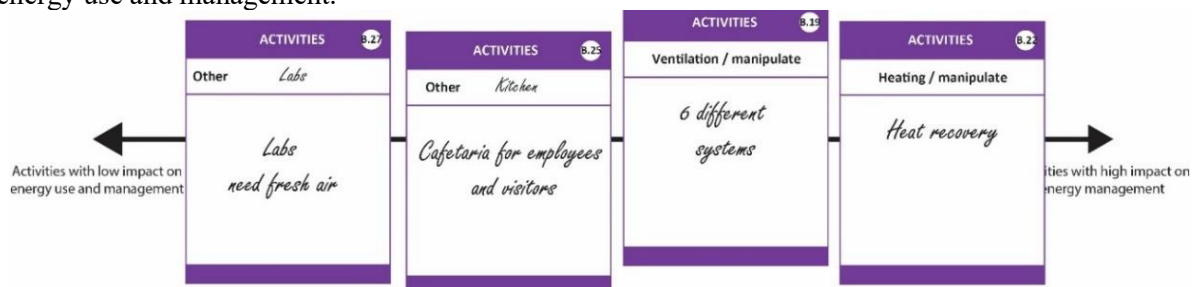 energy use and management.
ACTIVITIES B.27
Other Labs
Labs
need fresh air
ACTIVITIES B.25
Other Kitchen
Cafetaria for employees
and visitors
ACTIVITIES B.19
Ventilation / manipulate
6 different
systems
ACTIVITIES B.22
Heating / manipulate
Heat recovery
Activities with low impact on
energy use and management
ities with high impact on
energy management